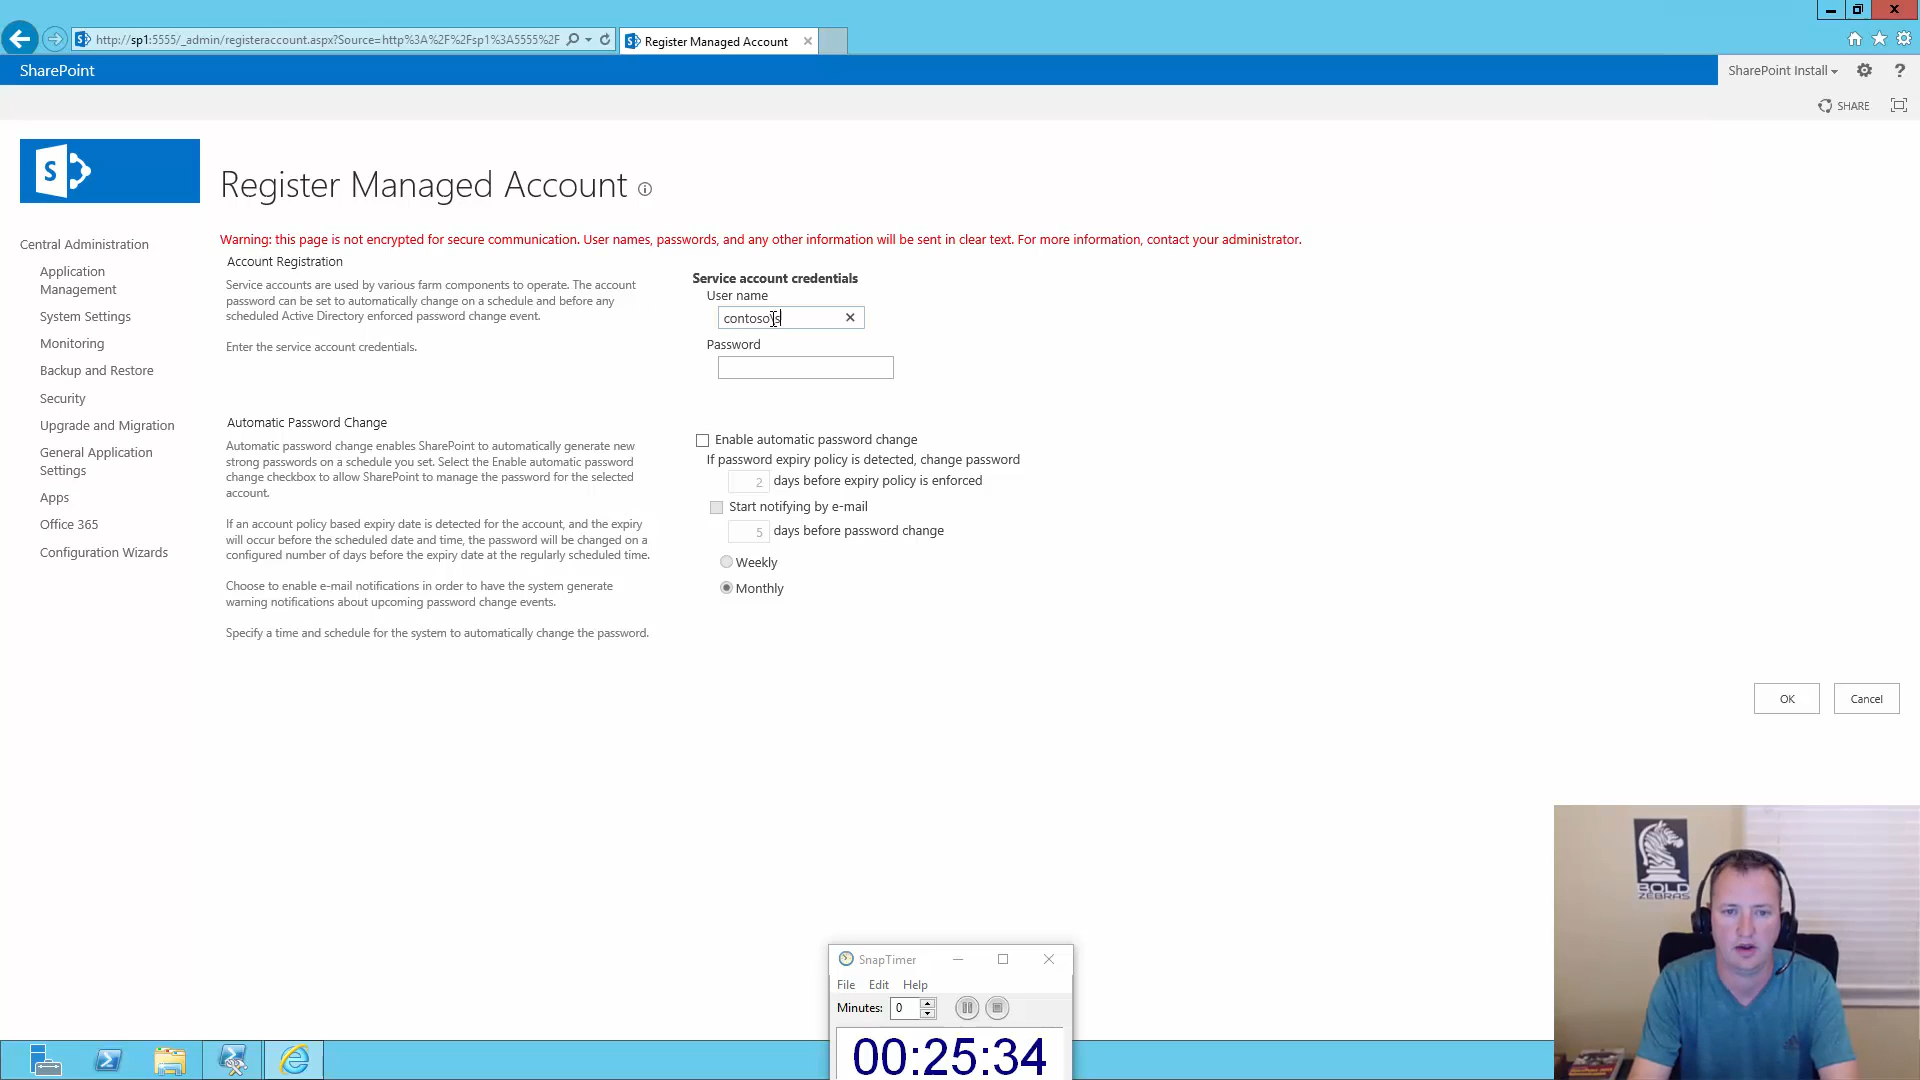 http://sp1:5555/_admin/registeraccount.aspx?Source=http%3A%2F%2Fsp1%3A5555%2F
Register Managed Account
SharePoint
SharePoint Install
?
SHARE
S
Register Managed Account
Warning: this page is not encrypted for secure communication. User names, passwords, and any other information will be sent in clear text. For more information, contact your administrator.
Central Administration
Application
Management
System Settings
Monitoring
Backup and Restore
Security
Upgrade and Migration
General Application
Settings
Apps
Office 365
Configuration Wizards
Account Registration
Service accounts are used by various farm components to operate. The account
password can be set to automatically change on a schedule and before any
scheduled Active Directory enforced password change event.
Enter the service account credentials.
Service account credentials
User name
contoso\s
Password
Automatic Password Change
Automatic password change enables SharePoint to automatically generate new
strong passwords on a schedule you set. Select the Enable automatic password
change checkbox to allow SharePoint to manage the password for the selected
account.
If an account policy based expiry date is detected for the account, and the expiry
will occur before the scheduled date and time, the password will be changed on a
configured number of days before the expiry date at the regularly scheduled time.
Choose to enable e-mail notifications in order to have the system generate
warning notifications about upcoming password change events.
Specify a time and schedule for the system to automatically change the password.
Enable automatic password change
If password expiry policy is detected, change password
2 days before expiry policy is enforced
Start notifying by e-mail
5 days before password change
Weekly
Monthly
OK
Cancel
BOLD
ZEBRAS
SnapTimer
File Edit Help
Minutes: 0
00:25:34